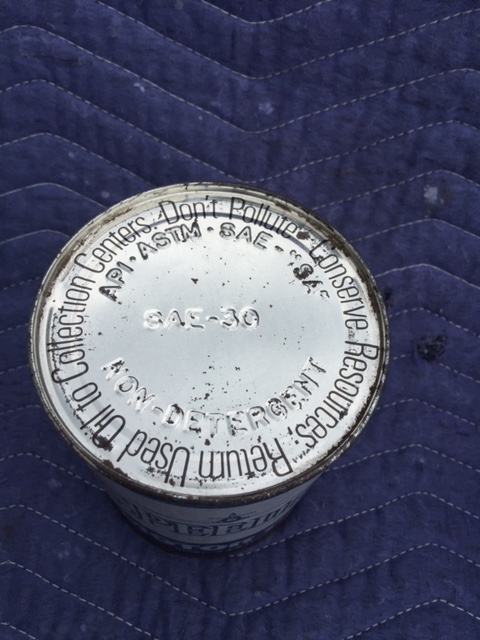 Don't Pollute. Conserve Resources: Return Used Oil to Collection Centers.
API·ASTM·SAE-"SA"
SAE-30
NON-DETERGENT